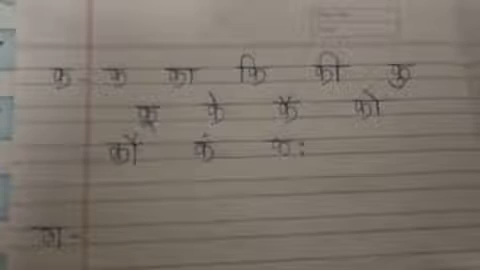 क क का कि की कु
कू के कै को
कौ कं कः